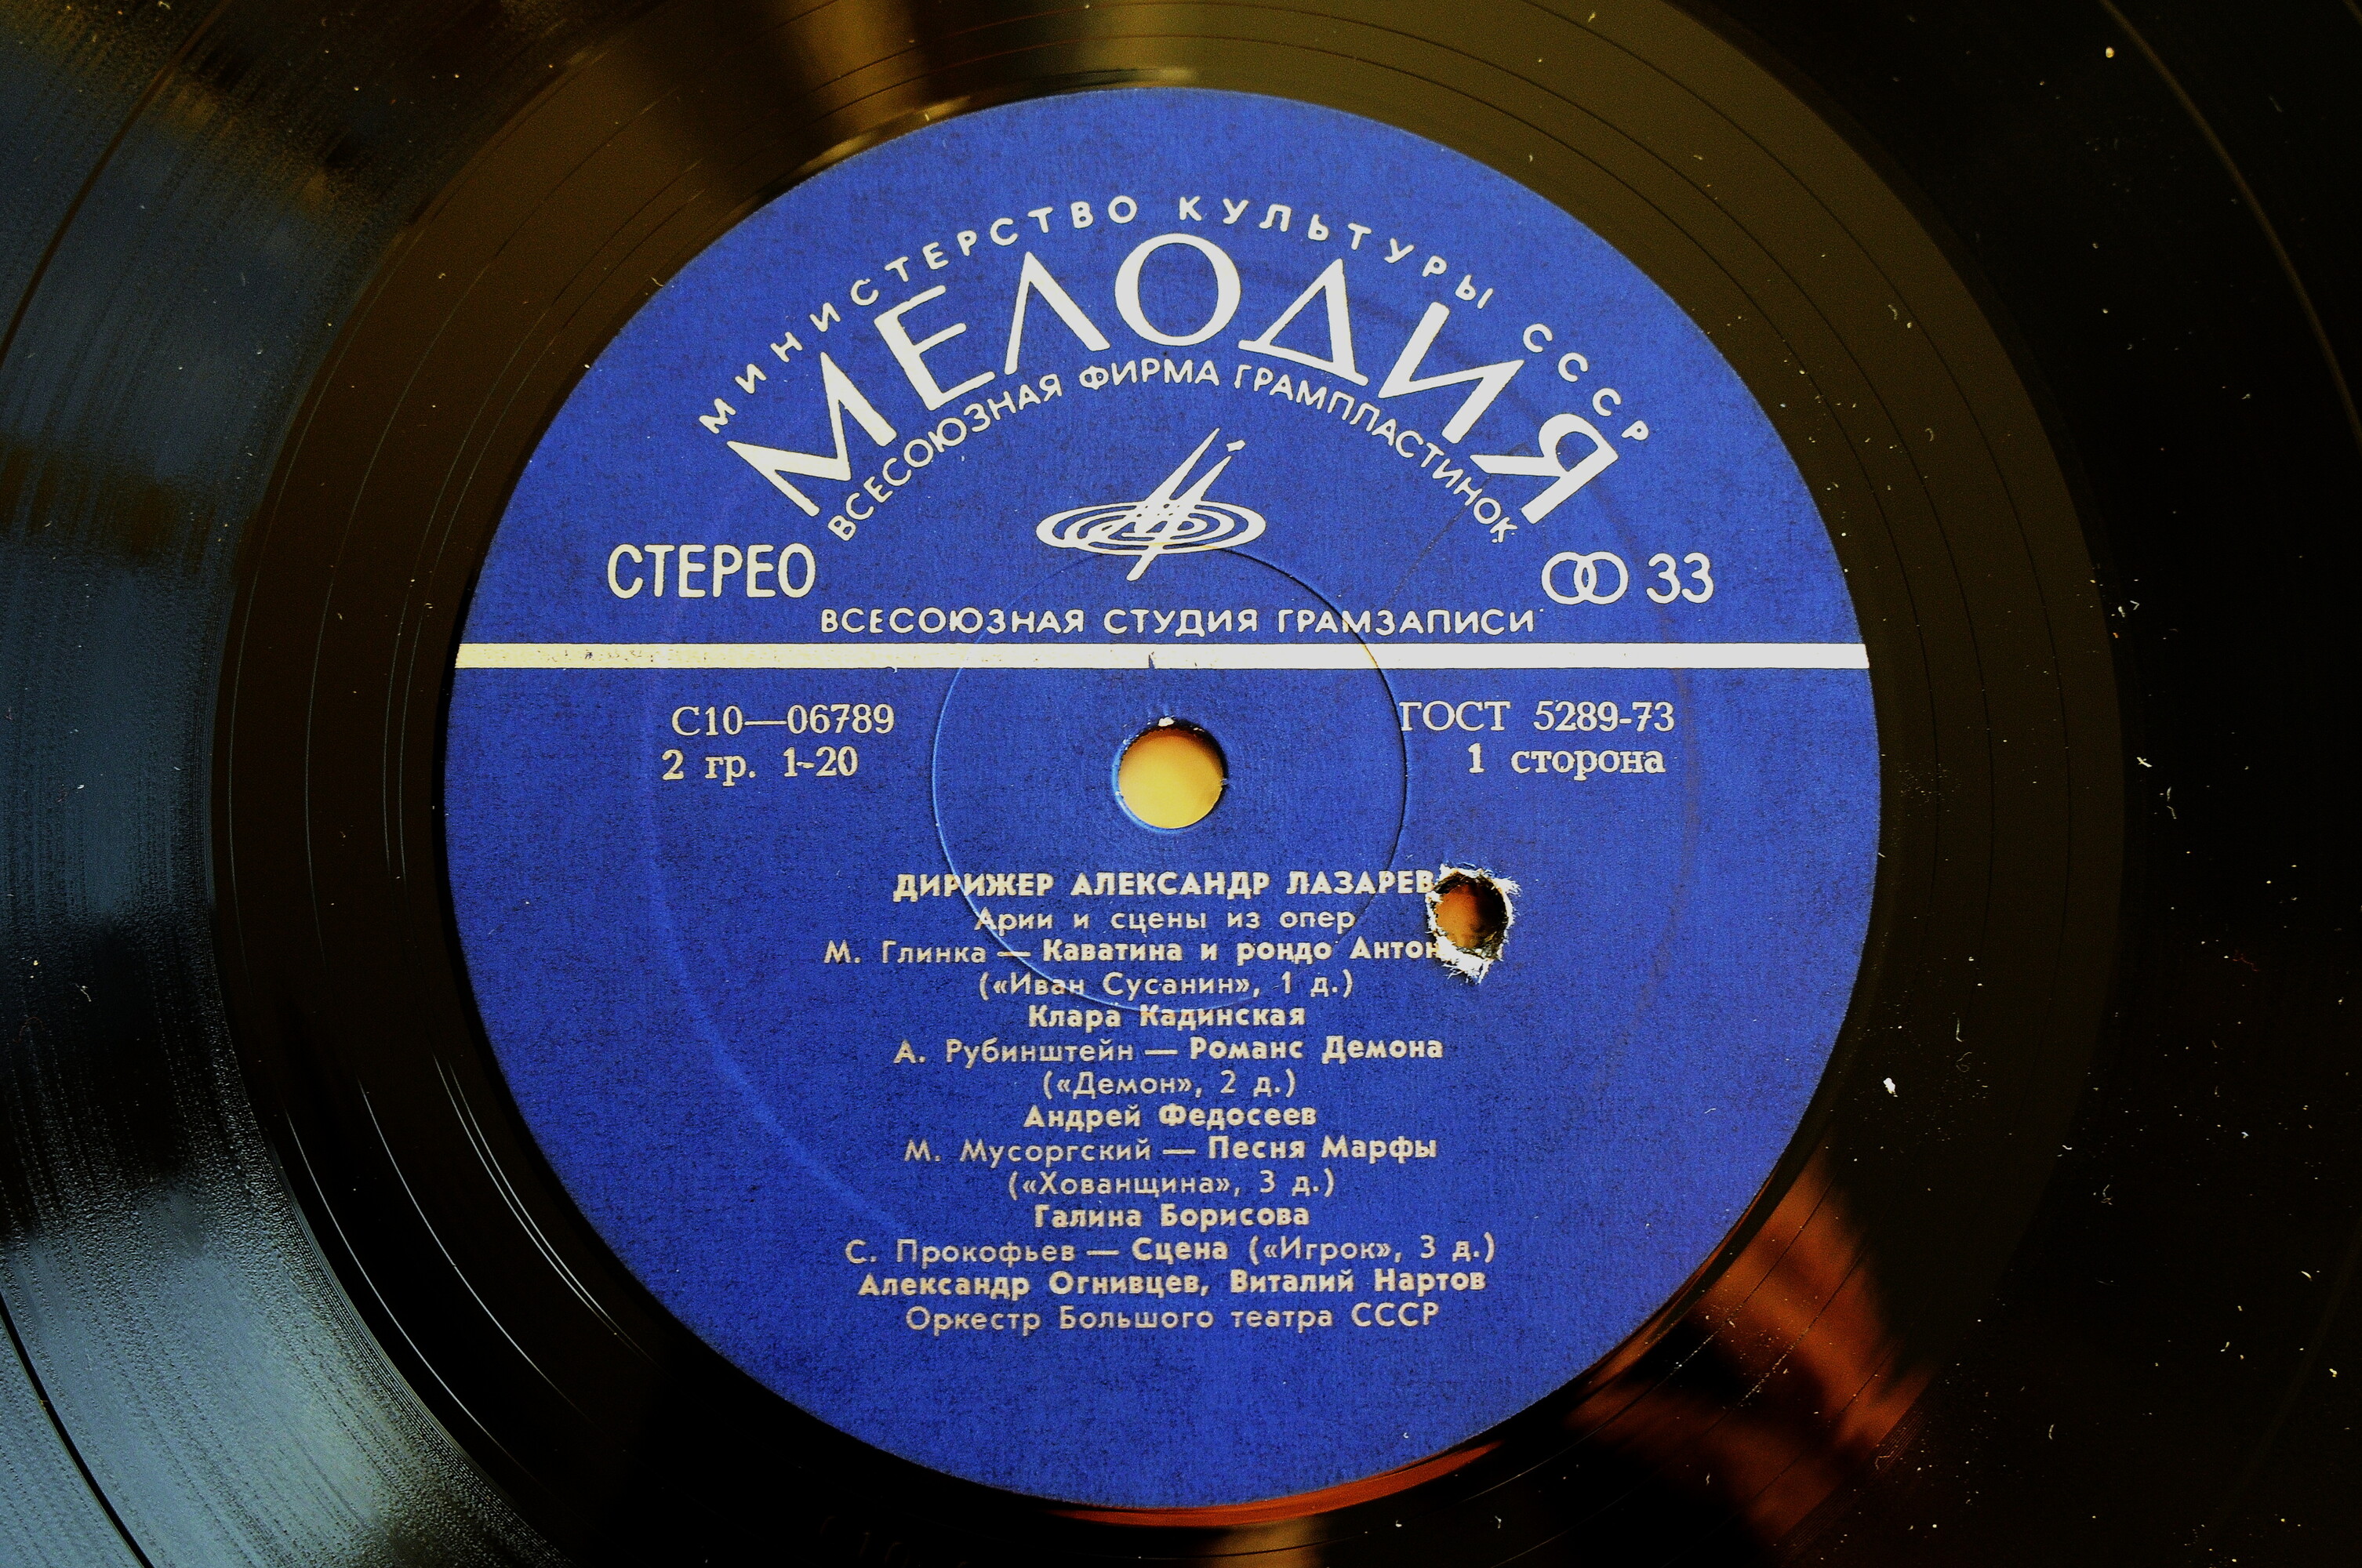 МИНИСТЕРСТВО КУЛЬТУРЫ СССР
МЕЛОДИЯ
ВСЕСОЮЗНАЯ ФИРМА ГРАМПЛАСТИНОК
СТЕРЕО 33
ВСЕСОЮЗНАЯ СТУДИЯ ГРАМЗАПИСИ
С10—06789 ГОСТ 5289-73
2 гр. 1-20 1 сторона
ДИРИЖЕР АЛЕКСАНДР ЛАЗАРЕВ
Арии и сцены из опер
М. Глинка — Каватина и рондо
(«Иван Сусанин», 1 д.)
Клара Кадинская
А. Рубинштейн — Романс Демона
(«Демон», 2 д.)
Андрей Федосеев
М. Мусоргский — Песня Марфы
(«Хованщина», 3 д.)
Галина Борисова
С. Прокофьев — Сцена («Игрок», 3 д.)
Александр Огнивцев, Виталий Нартов
Оркестр Большого театра СССР